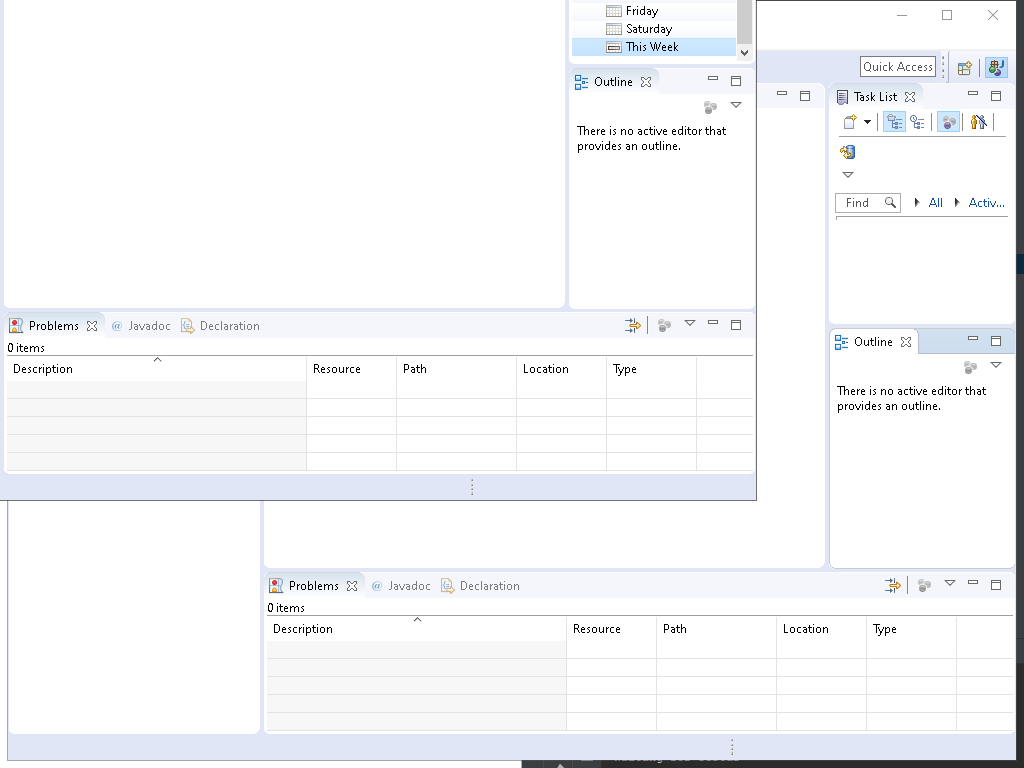 Friday
Saturday
This Week
Quick Access
Outline
Task List
There is no active editor that
provides an outline.
Find
All
Activ...
Problems
@ Javadoc
Declaration
0 items
Description
Resource
Path
Location
Type
Outline
There is no active editor that
provides an outline.
Problems
@ Javadoc
Declaration
0 items
Description
Resource
Path
Location
Type